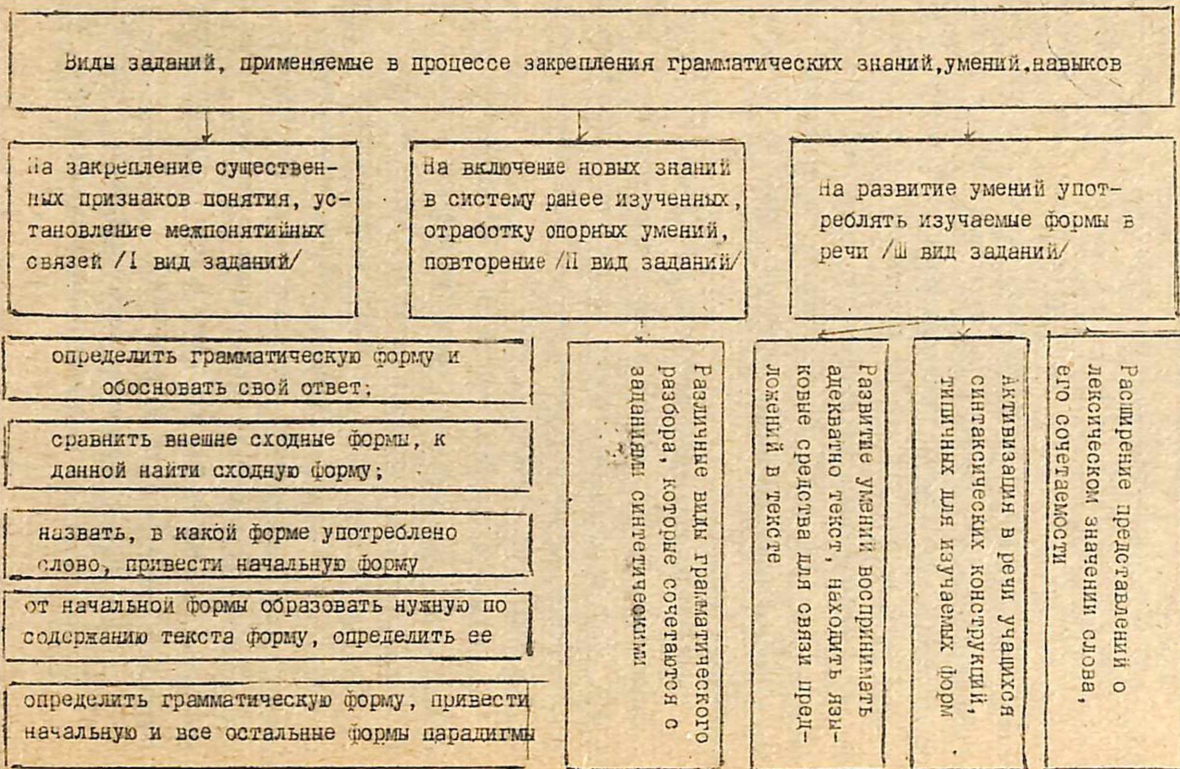 Виды заданий, применяемые в процессе закрепления грамматических знаний,умений,навыков
На закрепление существен-
ных признаков понятия, ус-
тановление межпонятийных
связей /I вид заданий/
На включение новых знаний
в систему ранее изученных,
отработку опорных умений,
повторение /II вид заданий/
На развитие умений упот-
реблять изучаемые формы в
речи /Ш вид заданий/
определить грамматическую форму и
обосновать свой ответ;
сравнить внешне сходные формы, к
данной найти сходную форму;
назвать, в какой форме употреблено
слово, привести начальную форму
от начальной формы образовать нужную по
содержанию текста форму, определить ее
определить грамматическую форму, привести
начальную и все остальные формы парадигмы
Различные виды грамматического
разбора, которые сочетаются с
заданиями синтетическими
Развитие умений воспринимать
адекватно текст, находить язы-
ковые средства для связи пред-
ложений в тексте
Активизация в речи учащихся
синтаксических конструкций,
типичных для изучаемых форм
Расширение представлений о
лексическом значении слова,
его сочетаемости